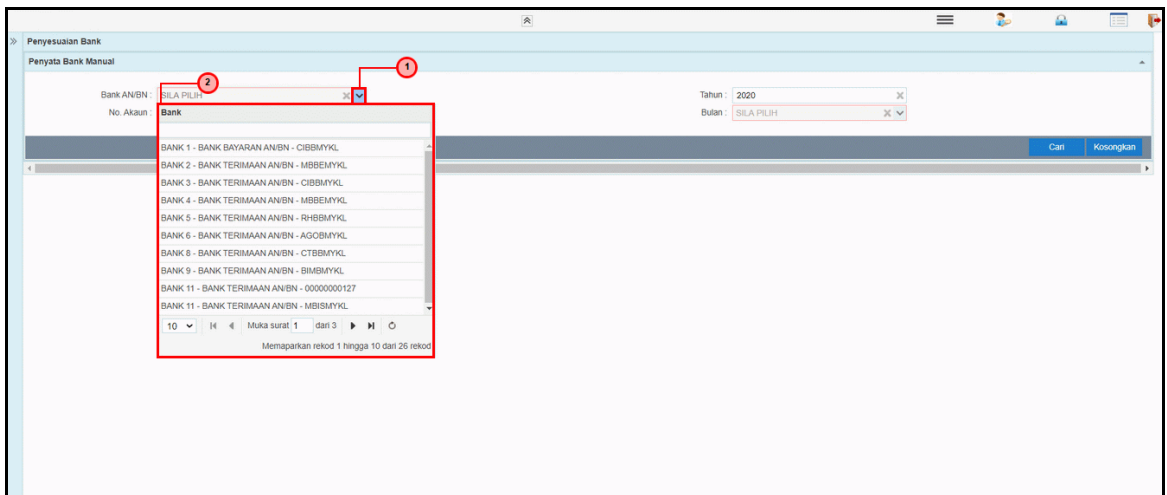 Penyesuaian Bank
Penyata Bank Manual
1
2
Bank AN/BN : SILA PILIH
Tahun : 2020
No. Akaun :
Bulan : SILA PILIH
Bank
Cari Kosongkan
BANK 1 - BANK BAYARAN AN/BN - CIBBMYKL
BANK 2 - BANK TERIMAAN AN/BN - MBBEMYKL
BANK 3 - BANK TERIMAAN AN/BN - CIBBMYKL
BANK 4 - BANK TERIMAAN AN/BN - MBBEMYKL
BANK 5 - BANK TERIMAAN AN/BN - RHBBMYKL
BANK 6 - BANK TERIMAAN AN/BN - AGOBMYKL
BANK 8 - BANK TERIMAAN AN/BN - CTBBMYKL
BANK 9 - BANK TERIMAAN AN/BN - BIMBMYKL
BANK 11 - BANK TERIMAAN AN/BN - 00000000127
BANK 11 - BANK TERIMAAN AN/BN - MBISMYKL
10 Muka surat 1 dari 3
Memaparkan rekod 1 hingga 10 dari 26 rekod